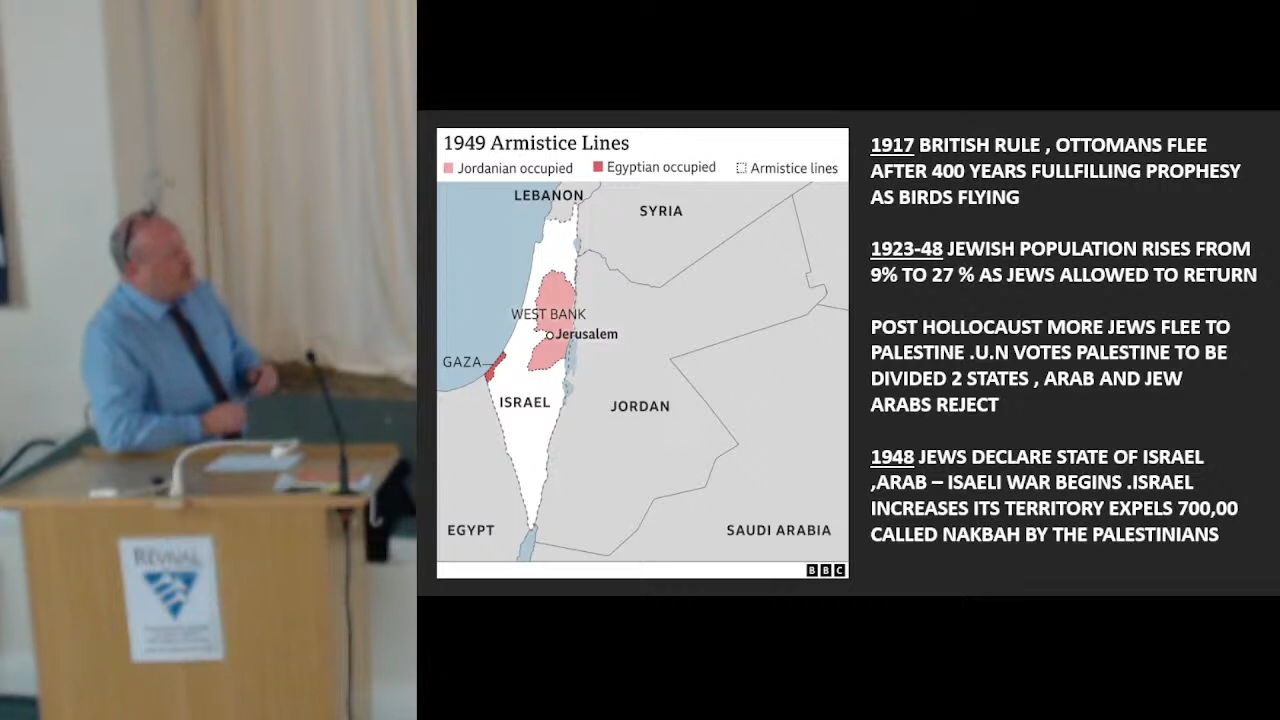 1949 Armistice Lines
Jordanian occupied Egyptian occupied Armistice lines
LEBANON
SYRIA
WEST BANK
Jerusalem
GAZA
ISRAEL
JORDAN
EGYPT
SAUDI ARABIA
BBC
1917 BRITISH RULE , OTTOMANS FLEE
AFTER 400 YEARS FULLFILLING PROPHESY
AS BIRDS FLYING
1923-48 JEWISH POPULATION RISES FROM
9% TO 27 % AS JEWS ALLOWED TO RETURN
POST HOLLOCAUST MORE JEWS FLEE TO
PALESTINE .U.N VOTES PALESTINE TO BE
DIVIDED 2 STATES , ARAB AND JEW
ARABS REJECT
1948 JEWS DECLARE STATE OF ISRAEL
,ARAB – ISAELI WAR BEGINS .ISRAEL
INCREASES ITS TERRITORY EXPELS 700,00
CALLED NAKBAH BY THE PALESTINIANS
REVIVAL